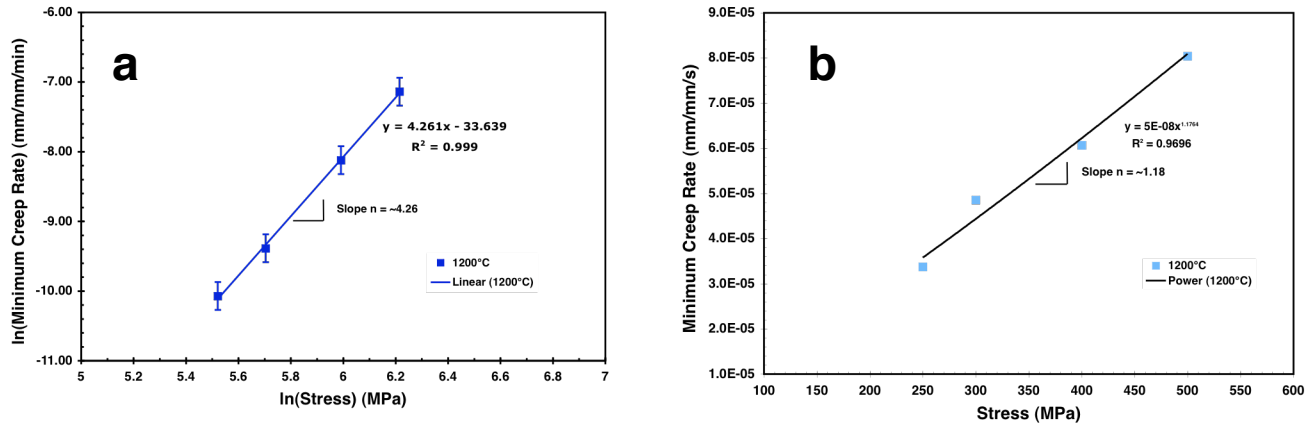 a
ln(Minimum Creep Rate) (mm/mm/min)
-6.00
-7.00
-8.00
-9.00
-10.00
-11.00
y = 4.261x - 33.639
R² = 0.999
Slope n = ~4.26
1200°C
Linear (1200°C)
5 5.2 5.4 5.6 5.8 6 6.2 6.4 6.6 6.8 7
ln(Stress) (MPa)
b
Minimum Creep Rate (mm/mm/s)
9.0E-05
8.0E-05
7.0E-05
6.0E-05
5.0E-05
4.0E-05
3.0E-05
2.0E-05
1.0E-05
y = 5E-08x¹·¹⁷⁶⁴
R² = 0.9696
Slope n = ~1.18
1200°C
Power (1200°C)
100 150 200 250 300 350 400 450 500 550 600
Stress (MPa)